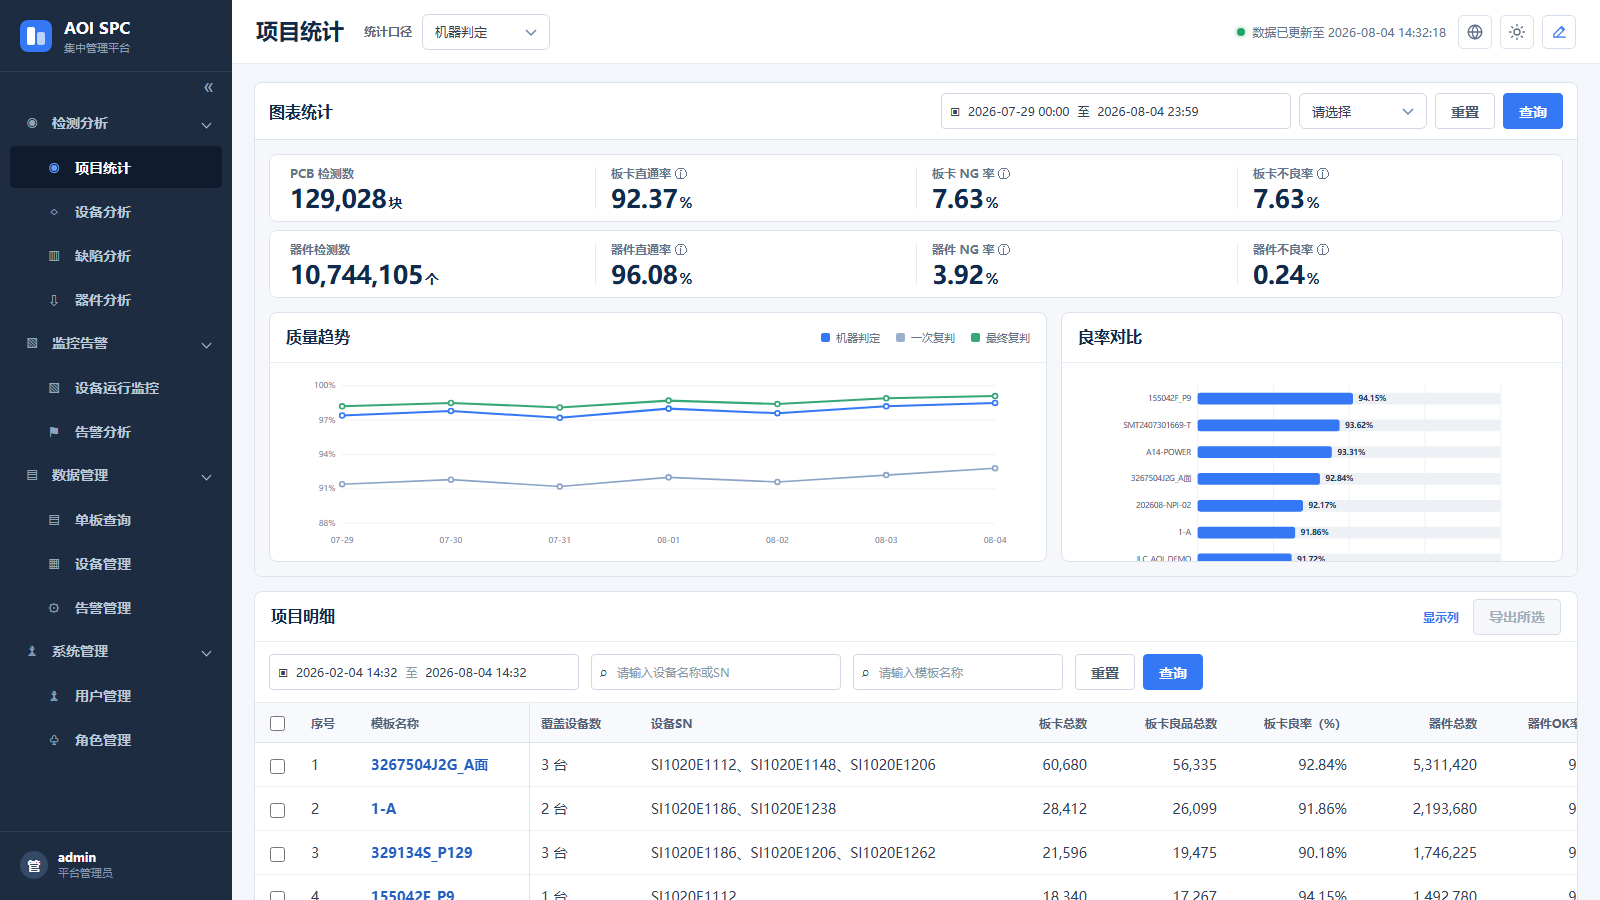 AOI SPC
集中管理平台
«
检测分析
项目统计
设备分析
缺陷分析
器件分析
监控告警
设备运行监控
告警分析
数据管理
单板查询
设备管理
告警管理
系统管理
用户管理
角色管理
管
admin
平台管理员
项目统计
统计口径
机器判定
数据已更新至 2026-08-04 14:32:18
图表统计
2026-07-29 00:00 至 2026-08-04 23:59
请选择
重置
查询
PCB 检测数
129,028块
板卡直通率
92.37%
板卡 NG 率
7.63%
板卡不良率
7.63%
器件检测数
10,744,105个
器件直通率
96.08%
器件 NG 率
3.92%
器件不良率
0.24%
质量趋势
机器判定
一次复判
最终复判
100%
97%
94%
91%
88%
07-29
07-30
07-31
08-01
08-02
08-03
08-04
良率对比
155042F_P9 94.15%
SMT2407301669-T 93.62%
A14-POWER 93.31%
3267504J2G_A面 92.84%
202608-NPI-02 92.17%
1-A 91.86%
JLC_AOI_DEMO 91.72%
项目明细
显示列
导出所选
2026-02-04 14:32 至 2026-08-04 14:32
请输入设备名称或SN
请输入模板名称
重置
查询
序号 模板名称 覆盖设备数 设备SN 板卡总数 板卡良品总数 板卡良率（%） 器件总数 器件OK率
1 3267504J2G_A面 3 台 SI1020E1112、SI1020E1148、SI1020E1206 60,680 56,335 92.84% 5,311,420 9
2 1-A 2 台 SI1020E1186、SI1020E1238 28,412 26,099 91.86% 2,193,680 9
3 329134S_P129 3 台 SI1020E1186、SI1020E1206、SI1020E1262 21,596 19,475 90.18% 1,746,225 9
4 155042F_P9 1 台 SI1020E1112 18,340 17,267 94.15% 1,492,780 9